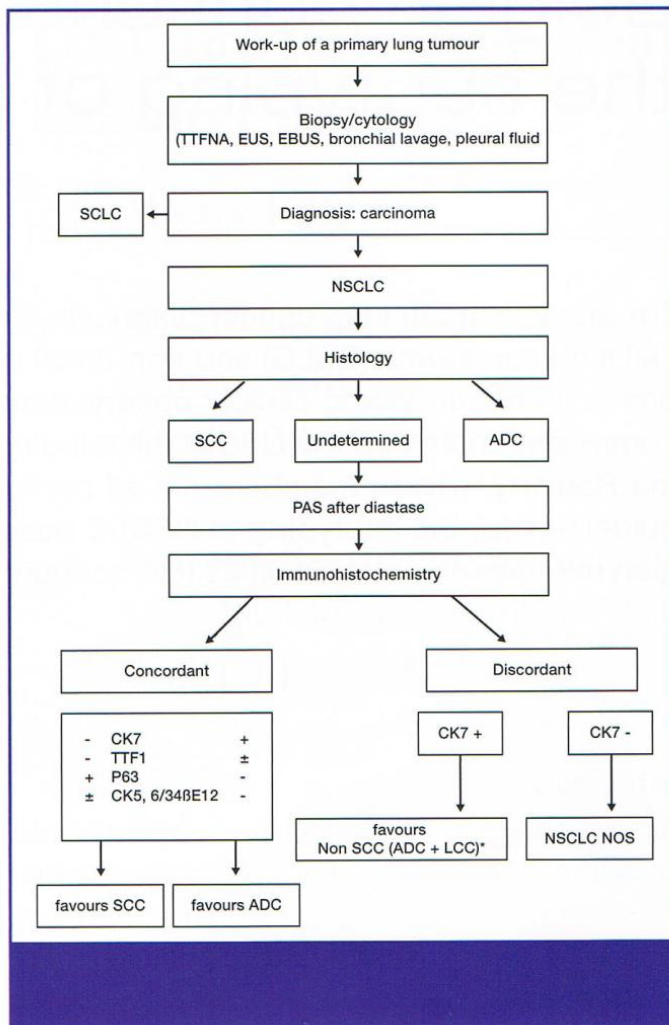 Work-up of a primary lung tumour
Biopsy/cytology
(TTFNA, EUS, EBUS, bronchial lavage, pleural fluid
SCLC
Diagnosis: carcinoma
NSCLC
Histology
SCC
Undetermined
ADC
PAS after diastase
Immunohistochemistry
Concordant
Discordant
- CK7 +
- TTF1 ±
+ P63 -
± CK5, 6/34ßE12 -
CK7 +
CK7 -
favours
Non SCC (ADC + LCC)*
NSCLC NOS
favours SCC
favours ADC